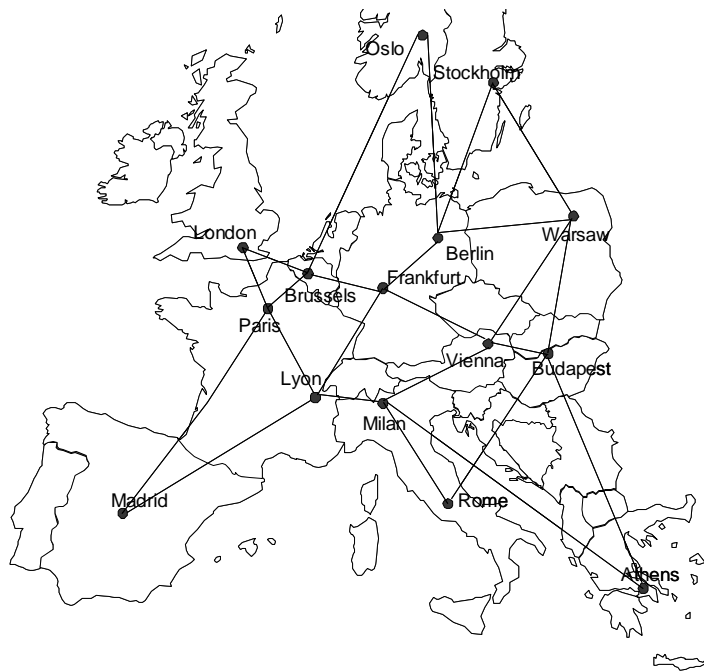 Oslo
Stockholm
London
Warsaw
Berlin
Frankfurt
Brussels
Paris
Vienna
Budapest
Lyon
Milan
Madrid
Rome
Athens